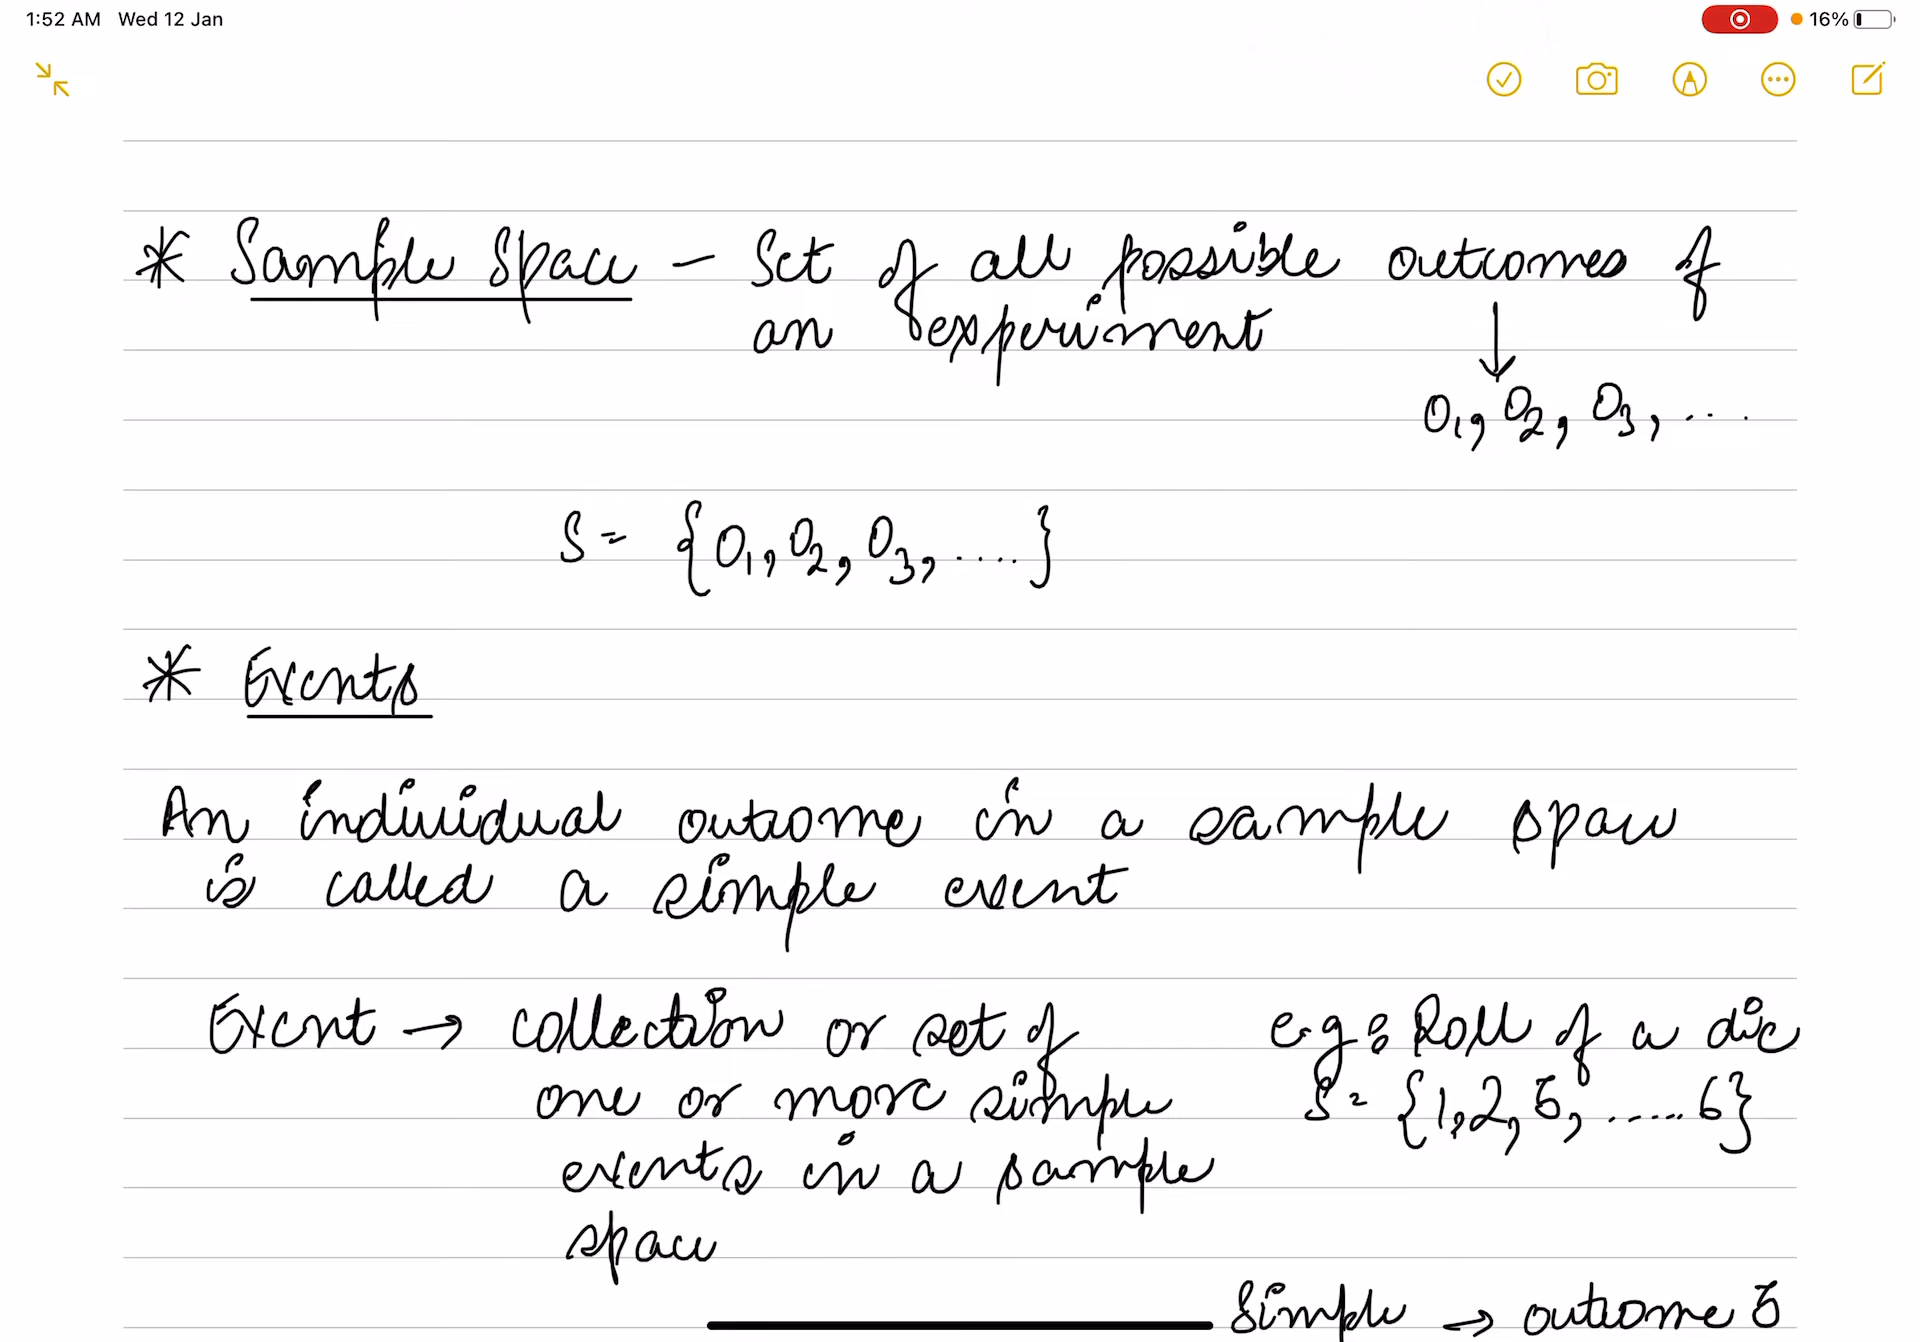 1:52 AM Wed 12 Jan
16%
* Sample Space - Set of all possible outcomes of
an experiment
O1, O2, O3, ....
S = {O1, O2, O3, .....}
* Events
An individual outcome in a sample space
is called a simple event
Event → collection or set of
one or more simple
events in a sample
space
e.g: Roll of a dic
S = {1,2,3, ..... 6}
Simple → outcome 3